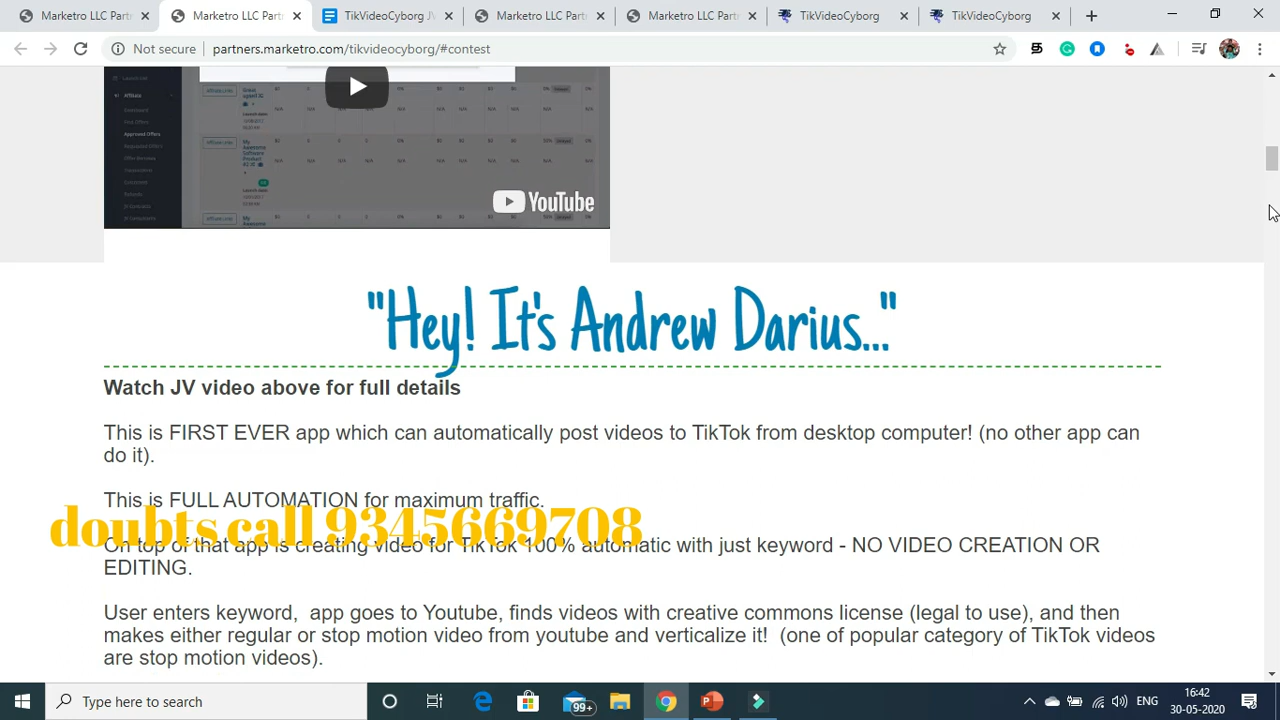 Marketro LLC Part
Marketro LLC Part
TikVideoCyborg JV
Marketro LLC Part
Marketro LLC Part
TikVideoCyborg
TikVideoCyborg
Not secure
partners.marketro.com/tikvideocyborg/#contest
Affiliate
Approved Offers
YouTube
"Hey! It's Andrew Darius..."
Watch JV video above for full details
This is FIRST EVER app which can automatically post videos to TikTok from desktop computer! (no other app can
do it).
This is FULL AUTOMATION for maximum traffic.
doubts call 9345669708
On top of that app is creating video for TikTok 100% automatic with just keyword - NO VIDEO CREATION OR
EDITING.
User enters keyword, app goes to Youtube, finds videos with creative commons license (legal to use), and then
makes either regular or stop motion video from youtube and verticalize it! (one of popular category of TikTok videos
are stop motion videos).
Type here to search
99+
ENG
16:42
30-05-2020